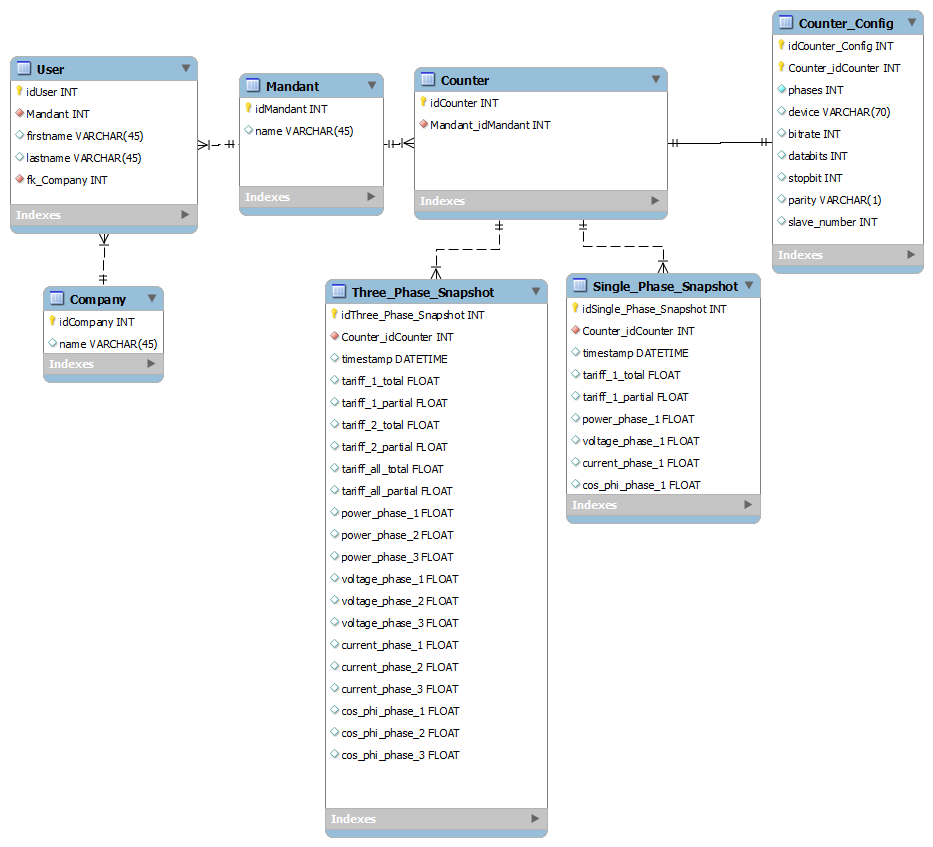 User
idUser INT
Mandant INT
firstname VARCHAR(45)
lastname VARCHAR(45)
fk_Company INT
Indexes
Mandant
idMandant INT
name VARCHAR(45)
Indexes
Counter
idCounter INT
Mandant_idMandant INT
Indexes
Counter_Config
idCounter_Config INT
Counter_idCounter INT
phases INT
device VARCHAR(70)
bitrate INT
databits INT
stopbit INT
parity VARCHAR(1)
slave_number INT
Indexes
Company
idCompany INT
name VARCHAR(45)
Indexes
Three_Phase_Snapshot
idThree_Phase_Snapshot INT
Counter_idCounter INT
timestamp DATETIME
tariff_1_total FLOAT
tariff_1_partial FLOAT
tariff_2_total FLOAT
tariff_2_partial FLOAT
tariff_all_total FLOAT
tariff_all_partial FLOAT
power_phase_1 FLOAT
power_phase_2 FLOAT
power_phase_3 FLOAT
voltage_phase_1 FLOAT
voltage_phase_2 FLOAT
voltage_phase_3 FLOAT
current_phase_1 FLOAT
current_phase_2 FLOAT
current_phase_3 FLOAT
cos_phi_phase_1 FLOAT
cos_phi_phase_2 FLOAT
cos_phi_phase_3 FLOAT
Indexes
Single_Phase_Snapshot
idSingle_Phase_Snapshot INT
Counter_idCounter INT
timestamp DATETIME
tariff_1_total FLOAT
tariff_1_partial FLOAT
power_phase_1 FLOAT
voltage_phase_1 FLOAT
current_phase_1 FLOAT
cos_phi_phase_1 FLOAT
Indexes